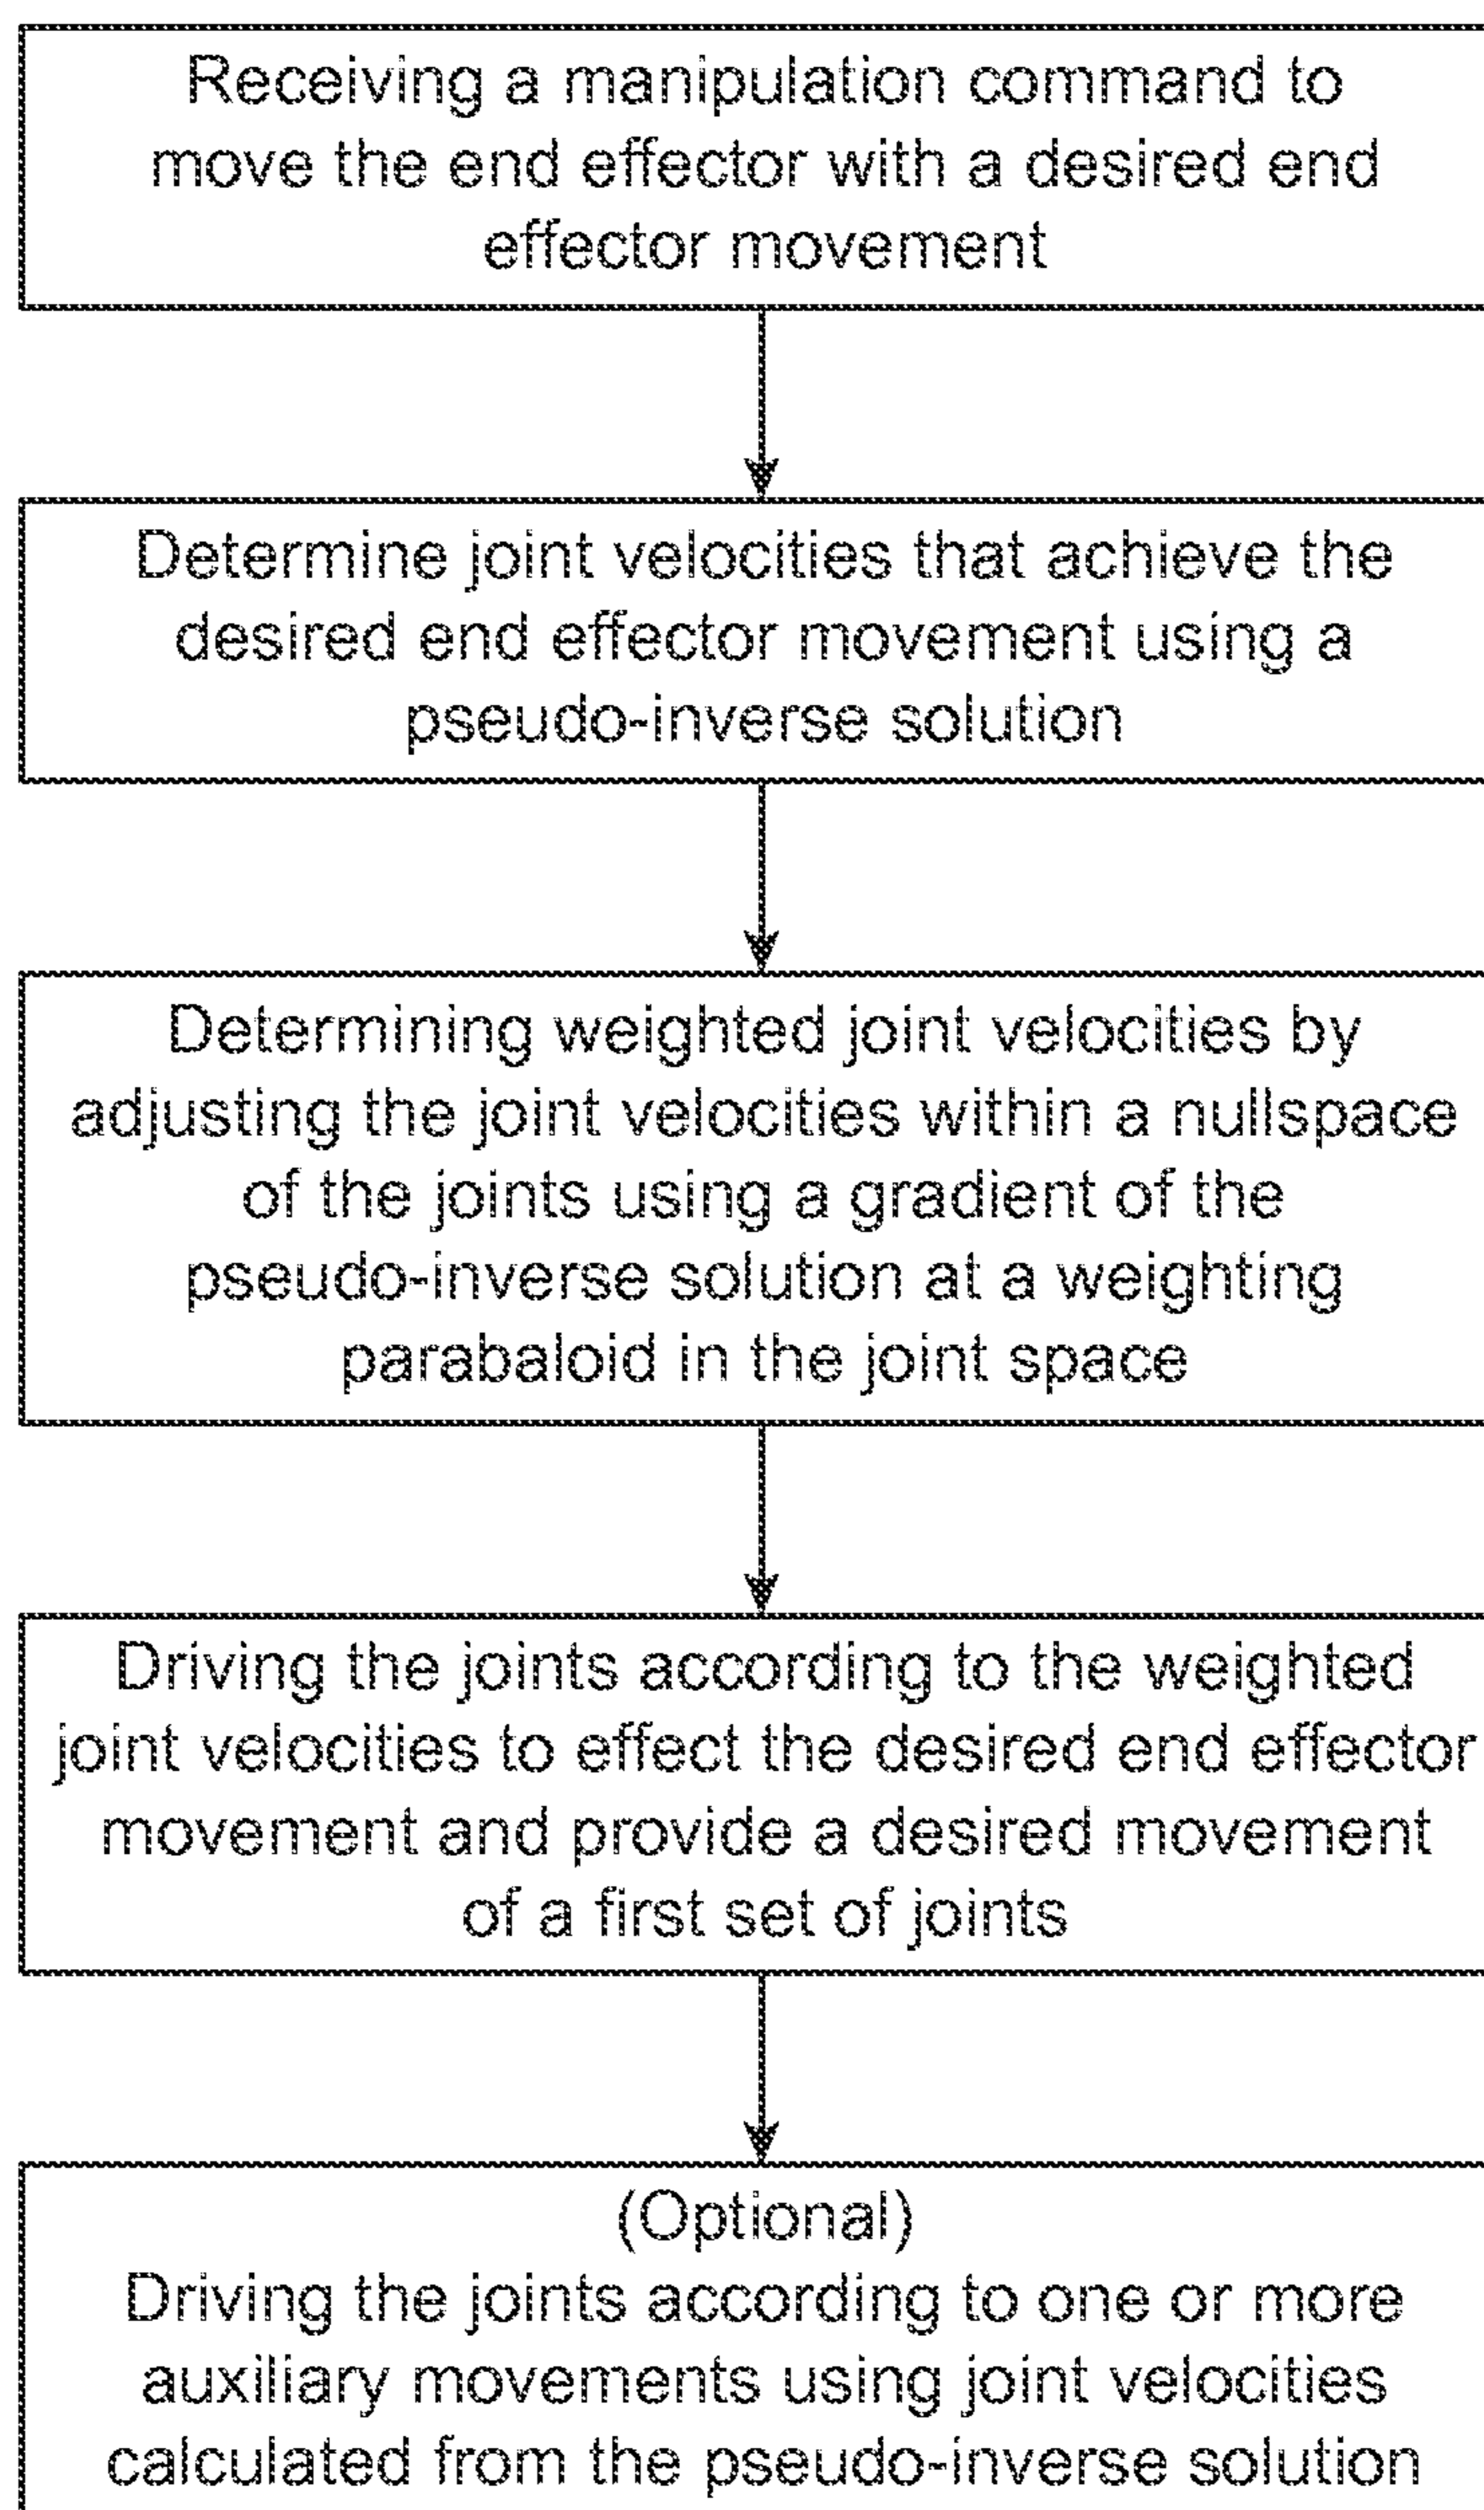 Receiving a manipulation command to
move the end effector with a desired end
effector movement
Determine joint velocities that achieve the
desired end effector movement using a
pseudo-inverse solution
Determining weighted joint velocities by
adjusting the joint velocities within a nullspace
of the joints using a gradient of the
pseudo-inverse solution at a weighting
parabaloid in the joint space
Driving the joints according to the weighted
joint velocities to effect the desired end effector
movement and provide a desired movement
of a first set of joints
(Optional)
Driving the joints according to one or more
auxiliary movements using joint velocities
calculated from the pseudo-inverse solution